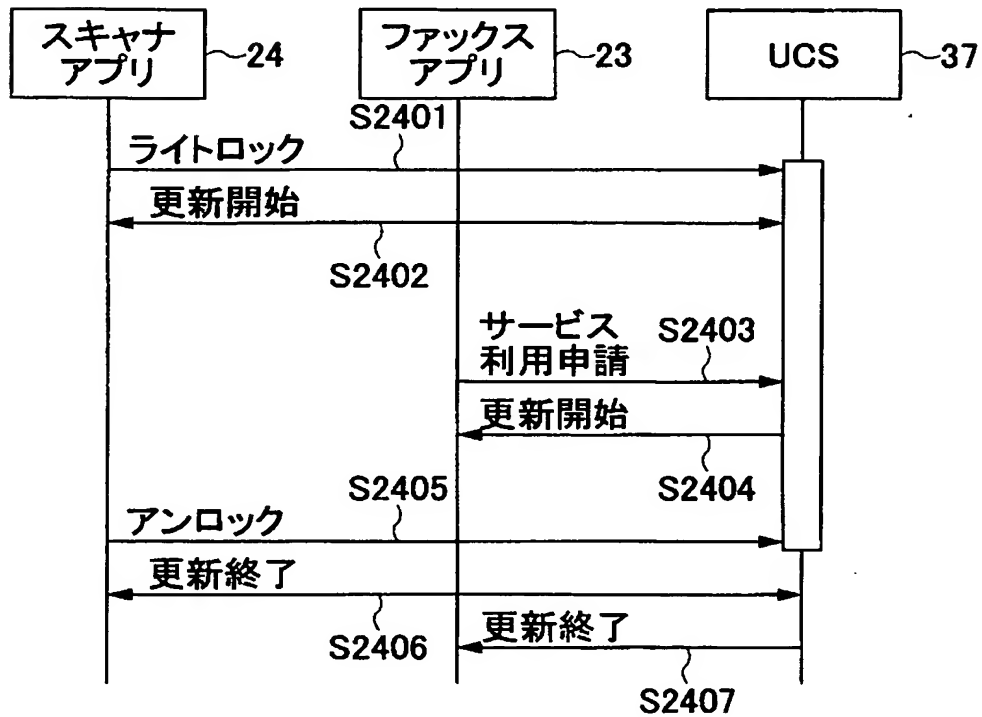 スキャナ
アプリ
24
ファックス
アプリ
23
UCS
37
S2401
ライトロック
更新開始
S2402
サービス
利用申請
S2403
更新開始
S2404
S2405
アンロック
更新終了
S2406
更新終了
S2407